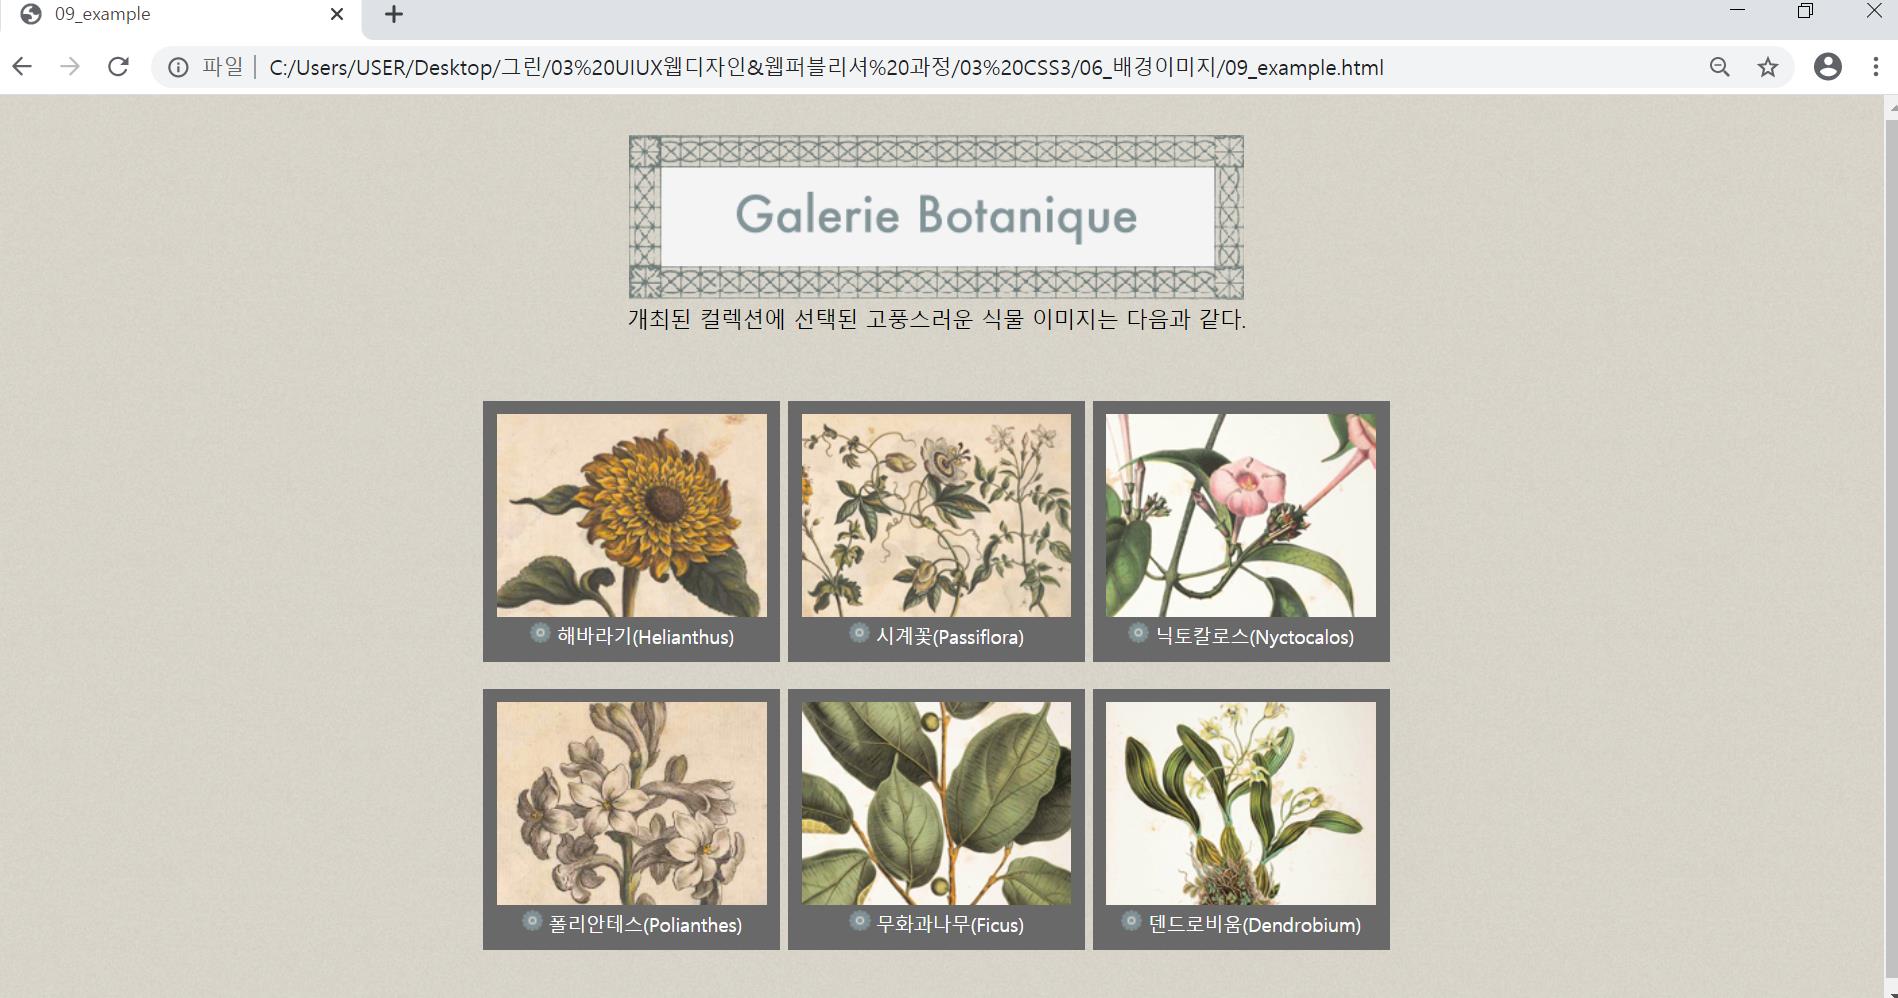 09_example
파일 C:/Users/USER/Desktop/그린/03%20UIUX웹디자인&웹퍼블리셔%20과정/03%20CSS3/06_배경이미지/09_example.html
Galerie Botanique
개최된 컬렉션에 선택된 고풍스러운 식물 이미지는 다음과 같다.
해바라기(Helianthus) 시계꽃(Passiflora) 닉토칼로스(Nyctocalos)
폴리안테스(Polianthes) 무화과나무(Ficus) 덴드로비움(Dendrobium)